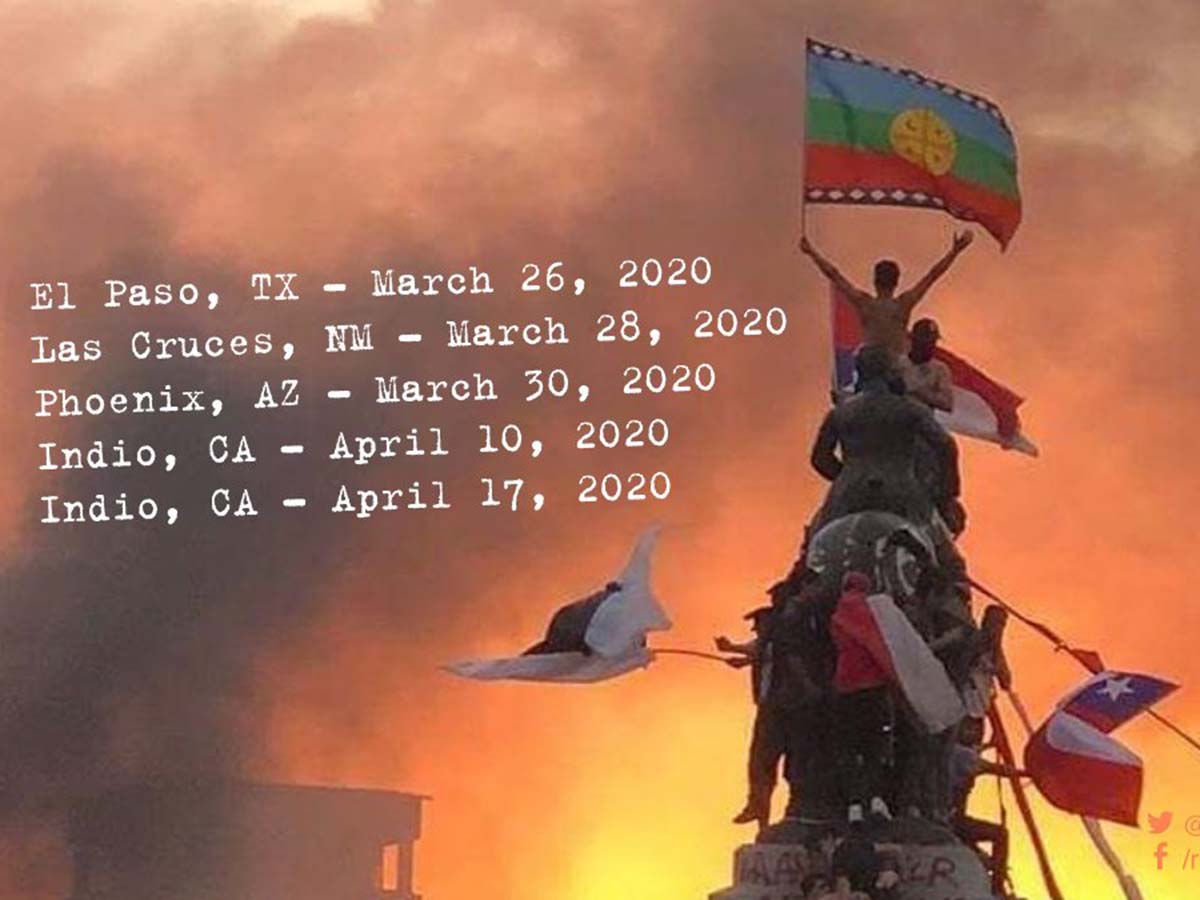 El Paso, TX - March 26, 2020
Las Cruces, NM - March 28, 2020
Phoenix, AZ - March 30, 2020
Indio, CA - April 10, 2020
Indio, CA - April 17, 2020
@
f /r